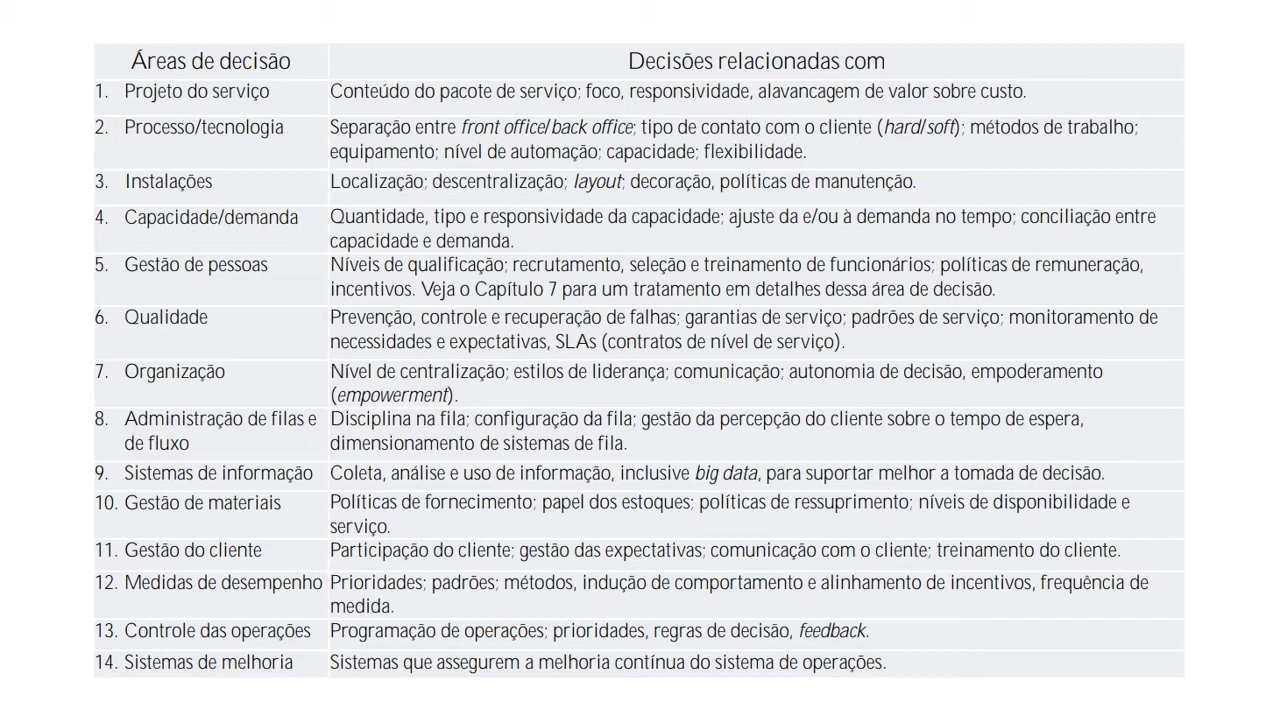 Áreas de decisão Decisões relacionadas com
1. Projeto do serviço Conteúdo do pacote de serviço; foco, responsividade, alavancagem de valor sobre custo.
2. Processo/tecnologia Separação entre front office/back office; tipo de contato com o cliente (hard/soft); métodos de trabalho;
equipamento; nível de automação; capacidade; flexibilidade.
3. Instalações Localização; descentralização; layout; decoração, políticas de manutenção.
4. Capacidade/demanda Quantidade, tipo e responsividade da capacidade; ajuste da e/ou à demanda no tempo; conciliação entre
capacidade e demanda.
5. Gestão de pessoas Níveis de qualificação; recrutamento, seleção e treinamento de funcionários; políticas de remuneração,
incentivos. Veja o Capítulo 7 para um tratamento em detalhes dessa área de decisão.
6. Qualidade Prevenção, controle e recuperação de falhas; garantias de serviço; padrões de serviço; monitoramento de
necessidades e expectativas, SLAs (contratos de nível de serviço).
7. Organização Nível de centralização; estilos de liderança; comunicação; autonomia de decisão, empoderamento
(empowerment).
8. Administração de filas e Disciplina na fila; configuração da fila; gestão da percepção do cliente sobre o tempo de espera,
de fluxo dimensionamento de sistemas de fila.
9. Sistemas de informação Coleta, análise e uso de informação, inclusive big data, para suportar melhor a tomada de decisão.
10. Gestão de materiais Políticas de fornecimento; papel dos estoques; políticas de ressuprimento; níveis de disponibilidade e
serviço.
11. Gestão do cliente Participação do cliente; gestão das expectativas; comunicação com o cliente; treinamento do cliente.
12. Medidas de desempenho Prioridades; padrões; métodos, indução de comportamento e alinhamento de incentivos, frequência de
medida.
13. Controle das operações Programação de operações; prioridades, regras de decisão, feedback.
14. Sistemas de melhoria Sistemas que assegurem a melhoria contínua do sistema de operações.